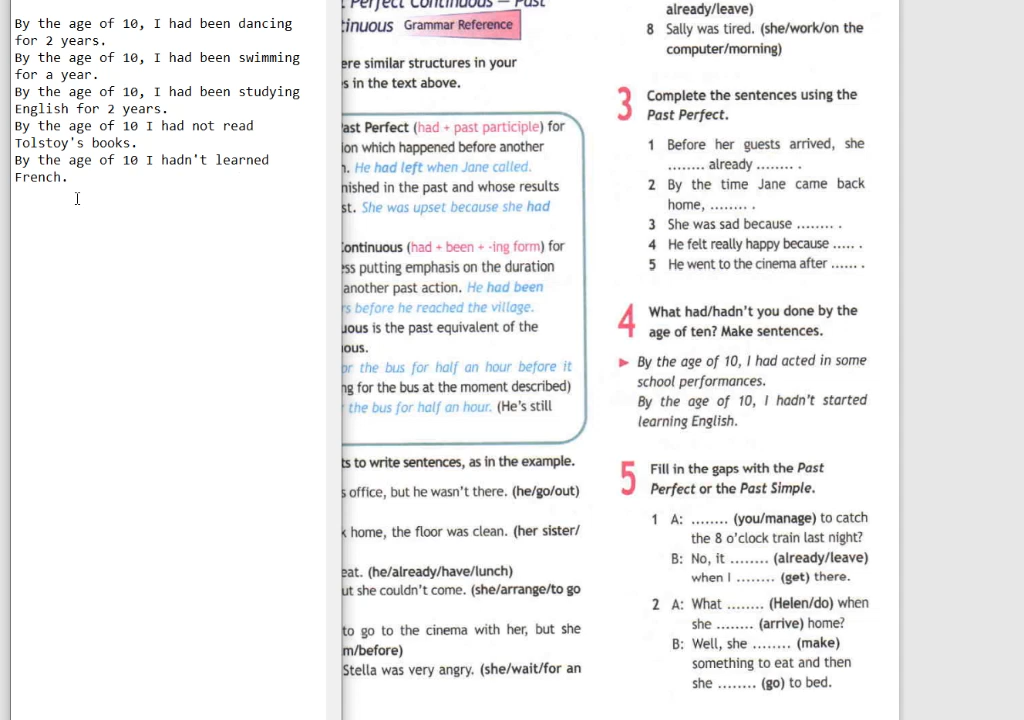 By the age of 10, I had been dancing
for 2 years.
By the age of 10, I had been swimming
for a year.
By the age of 10, I had been studying
English for 2 years.
By the age of 10 I had not read
Tolstoy's books.
By the age of 10 I hadn't learned
French.
Perfect Continuous — Past
tinuous Grammar Reference
ere similar structures in your
s in the text above.
ast Perfect (had + past participle) for
ion which happened before another
n. He had left when Jane called.
nished in the past and whose results
st. She was upset because she had
Continuous (had + been + -ing form) for
ess putting emphasis on the duration
another past action. He had been
rs before he reached the village.
uous is the past equivalent of the
ous.
or the bus for half an hour before it
ng for the bus at the moment described)
the bus for half an hour. (He's still
ts to write sentences, as in the example.
s office, but he wasn't there. (he/go/out)
k home, the floor was clean. (her sister/
eat. (he/already/have/lunch)
ut she couldn't come. (she/arrange/to go
to go to the cinema with her, but she
m/before)
Stella was very angry. (she/wait/for an
already/leave)
8 Sally was tired. (she/work/on the
computer/morning)
3 Complete the sentences using the
Past Perfect.
1 Before her guests arrived, she
........ already ........ .
2 By the time Jane came back
home, ........ .
3 She was sad because ........ .
4 He felt really happy because ..... .
5 He went to the cinema after ...... .
4 What had/hadn't you done by the
age of ten? Make sentences.
► By the age of 10, I had acted in some
school performances.
By the age of 10, I hadn't started
learning English.
5 Fill in the gaps with the Past
Perfect or the Past Simple.
1 A: ........ (you/manage) to catch
the 8 o'clock train last night?
B: No, it ........ (already/leave)
when I ........ (get) there.
2 A: What ........ (Helen/do) when
she ........ (arrive) home?
B: Well, she ........ (make)
something to eat and then
she ........ (go) to bed.